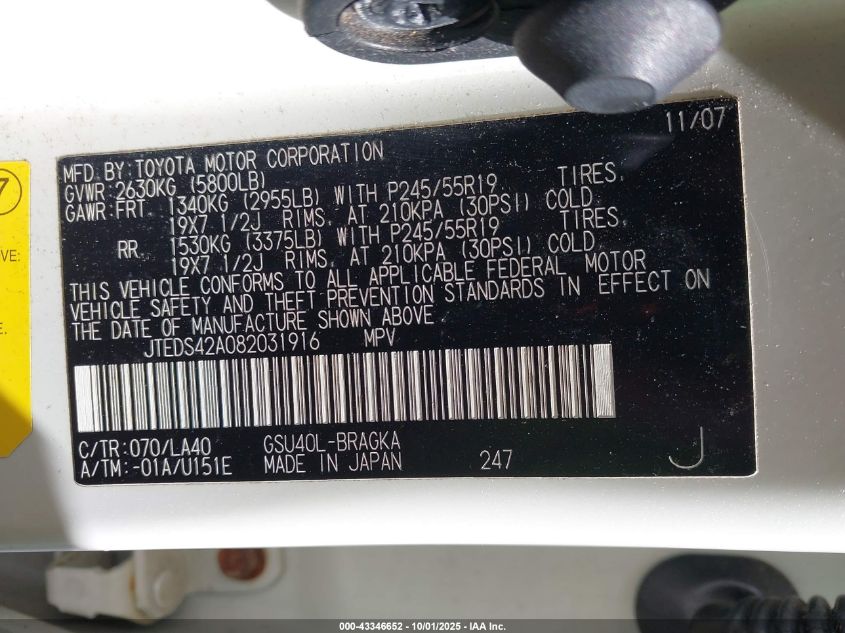 11/07
MFD. BY: TOYOTA MOTOR CORPORATION
GVWR: 2630KG (5800LB)
GAWR: FRT 1340KG (2955LB) WITH P245/55R19 TIRES,
19X7 1/2J RIMS, AT 210KPA (30PSI) COLD
RR 1530KG (3375LB) WITH P245/55R19 TIRES,
19X7 1/2J RIMS, AT 210KPA (30PSI) COLD
THIS VEHICLE CONFORMS TO ALL APPLICABLE FEDERAL MOTOR
VEHICLE SAFETY AND THEFT PREVENTION STANDARDS IN EFFECT ON
THE DATE OF MANUFACTURE SHOWN ABOVE
JTEDS42A082031916 MPV
C/TR: 070/LA40 GSU40L-BRAGKA
A/TM: -01A/U151E MADE IN JAPAN 247 J
7
VE:
E.
000-43346652 - 10/01/2025 - IAA Inc.